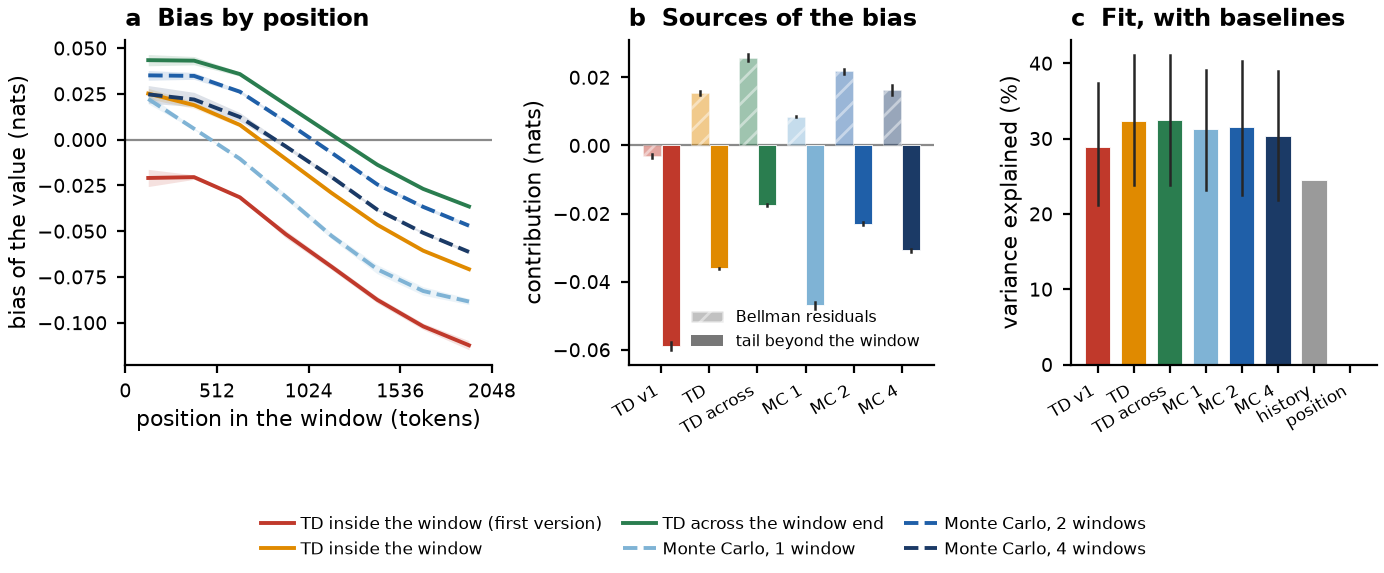 a Bias by position
bias of the value (nats)
0.050
0.025
0.000
−0.025
−0.050
−0.075
−0.100
0 512 1024 1536 2048
position in the window (tokens)
b Sources of the bias
contribution (nats)
0.02
0.00
−0.02
−0.04
−0.06
Bellman residuals
tail beyond the window
TD v1
TD
TD across
MC 1
MC 2
MC 4
c Fit, with baselines
variance explained (%)
40
30
20
10
0
TD v1
TD
TD across
MC 1
MC 2
MC 4
history
position
TD inside the window (first version)
TD inside the window
TD across the window end
Monte Carlo, 1 window
Monte Carlo, 2 windows
Monte Carlo, 4 windows